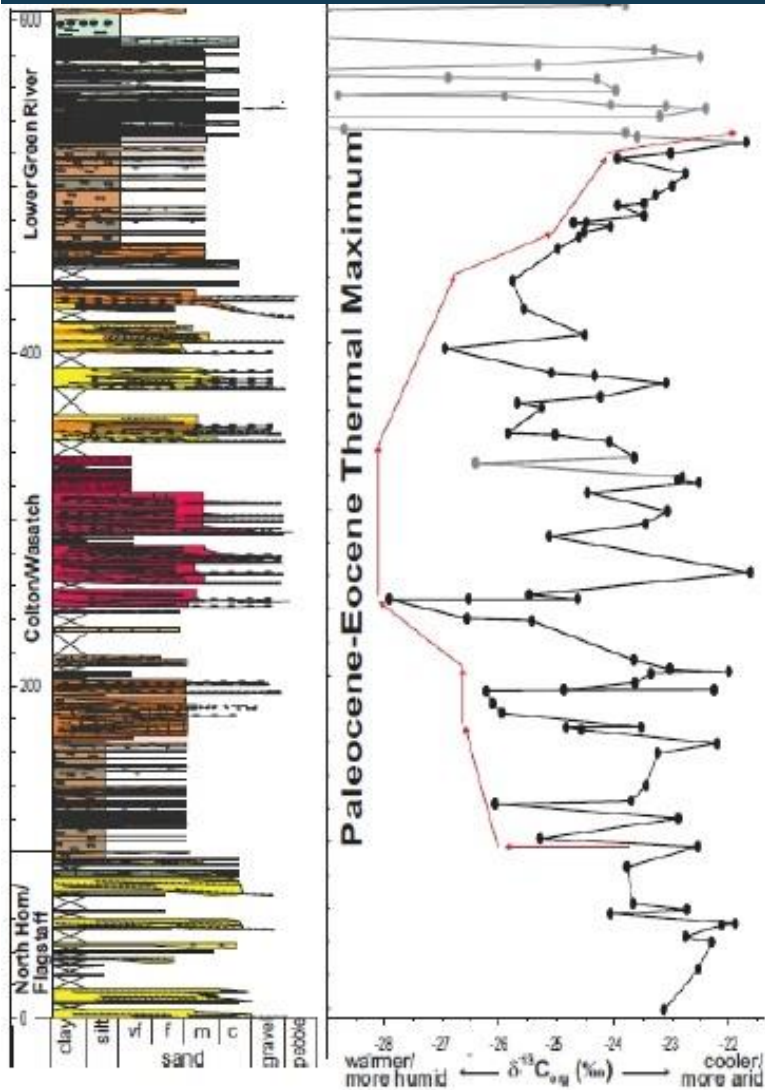 600
Lower Green River
400
Colton/Wasatch
200
North Horn/
Flagstaff
0
clay
silt
vf
f
m
c
gravel
pebble
sand
Paleocene-Eocene Thermal Maximum
-28
-27
-26
-25
-24
-23
-22
warmer/
more humid
δ¹³Corg (‰)
cooler/
more arid